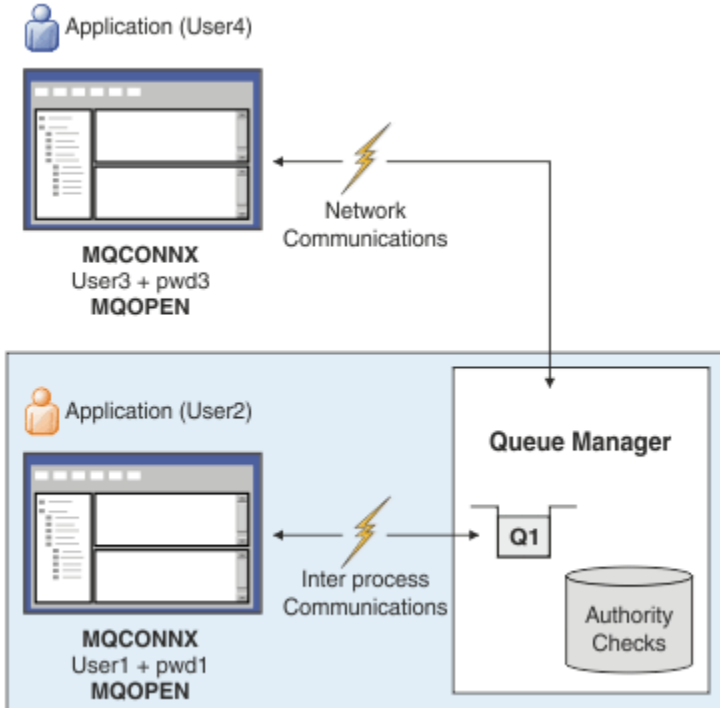 Application (User4)
Network
Communications
MQCONNX
User3 + pwd3
MQOPEN
Application (User2)
Queue Manager
Q1
Inter process
Communications
Authority
Checks
MQCONNX
User1 + pwd1
MQOPEN